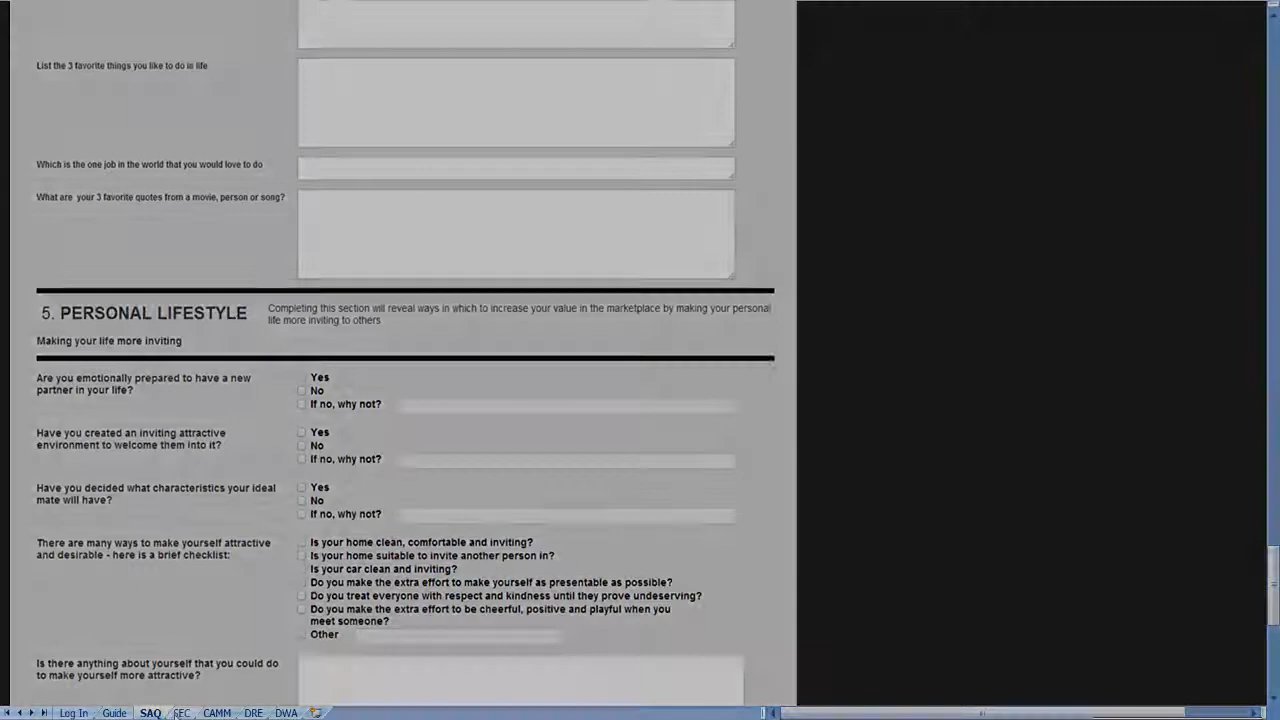 List the 3 favorite things you like to do in life
Which is the one job in the world that you would love to do
What are your 3 favorite quotes from a movie, person or song?
5. PERSONAL LIFESTYLE
Completing this section will reveal ways in which to increase your value in the marketplace by making your personal
life more inviting to others
Making your life more inviting
Are you emotionally prepared to have a new
partner in your life?
Yes
No
If no, why not?
Have you created an inviting attractive
environment to welcome them into it?
Yes
No
If no, why not?
Have you decided what characteristics your ideal
mate will have?
Yes
No
If no, why not?
There are many ways to make yourself attractive
and desirable - here is a brief checklist:
Is your home clean, comfortable and inviting?
Is your home suitable to invite another person in?
Is your car clean and inviting?
Do you make the extra effort to make yourself as presentable as possible?
Do you treat everyone with respect and kindness until they prove undeserving?
Do you make the extra effort to be cheerful, positive and playful when you
meet someone?
Other
Is there anything about yourself that you could do
to make yourself more attractive?
Log In Guide SAQ CAMM DRE DWA